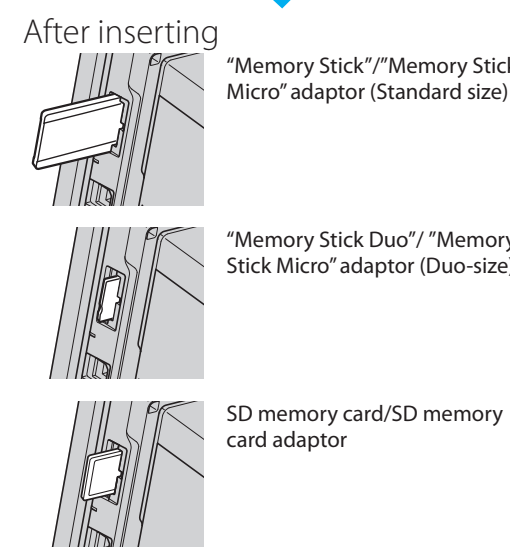 After inserting
“Memory Stick”/”Memory Stick
Micro” adaptor (Standard size)
“Memory Stick Duo”/ ”Memory
Stick Micro” adaptor (Duo-size)
SD memory card/SD memory
card adaptor